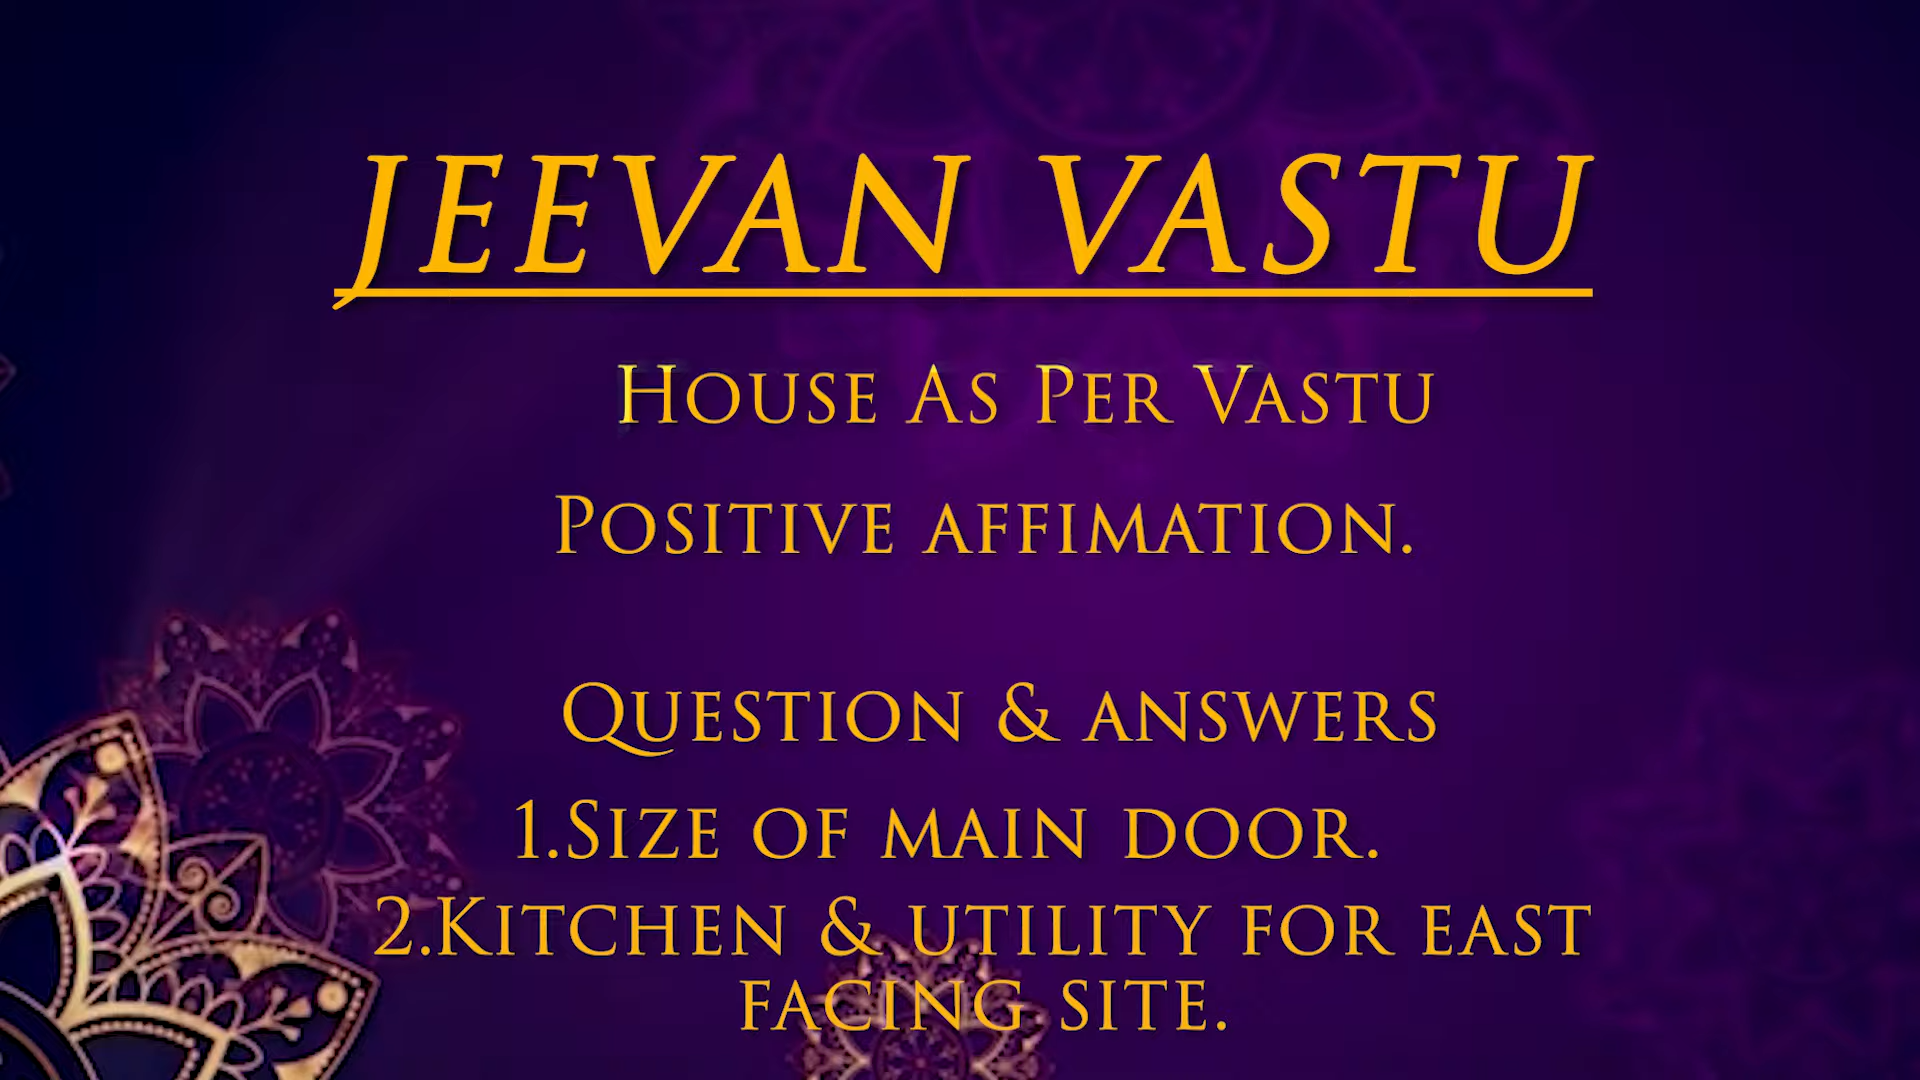 JEEVAN VASTU
House As Per Vastu
Positive affimation.
Question & answers
1.Size of main door.
2.Kitchen & utility for east
facing site.